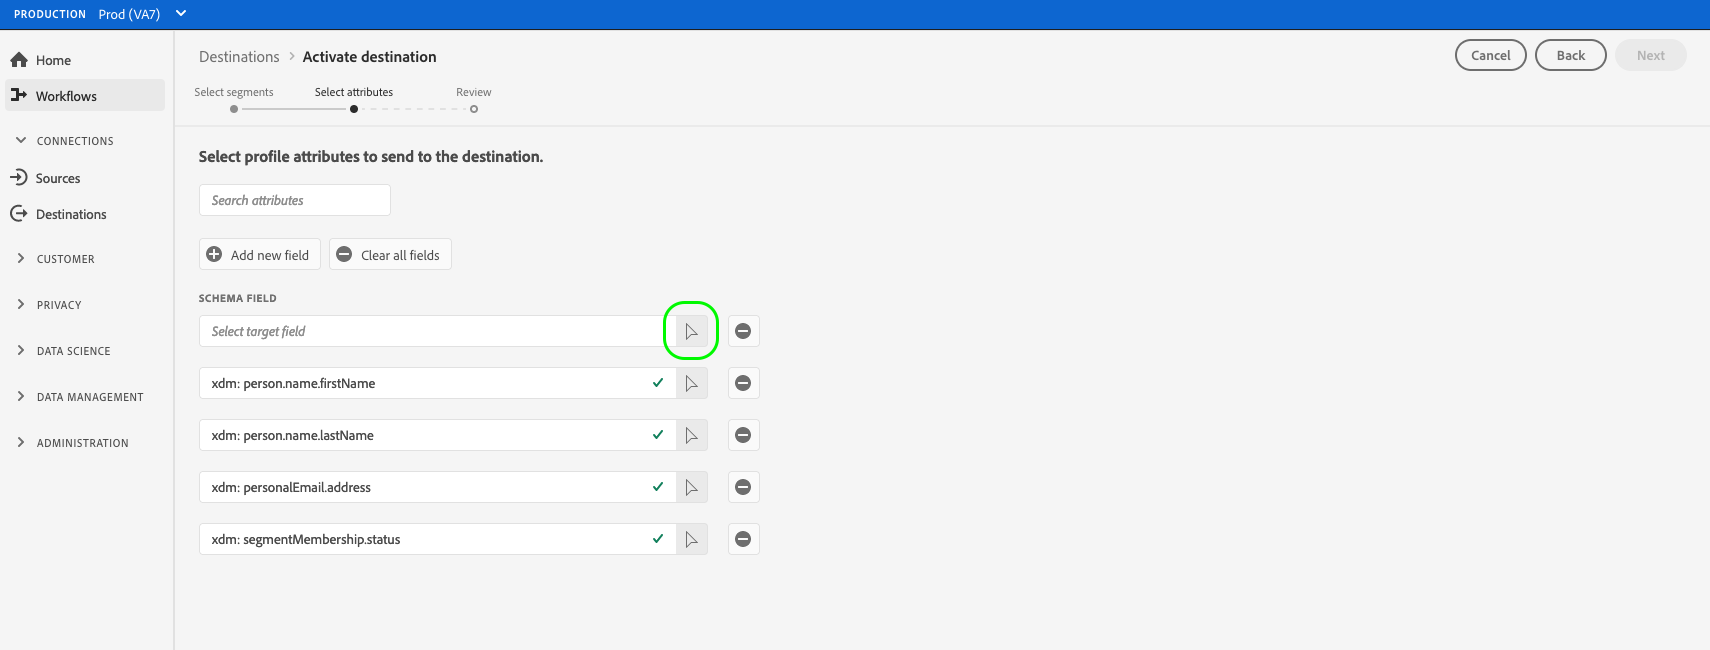 PRODUCTION Prod (VA7)
Home
Workflows
CONNECTIONS
Sources
Destinations
CUSTOMER
PRIVACY
DATA SCIENCE
DATA MANAGEMENT
ADMINISTRATION
Destinations > Activate destination
Cancel Back Next
Select segments Select attributes Review
Select profile attributes to send to the destination.
Search attributes
Add new field Clear all fields
SCHEMA FIELD
Select target field
xdm: person.name.firstName
xdm: person.name.lastName
xdm: personalEmail.address
xdm: segmentMembership.status